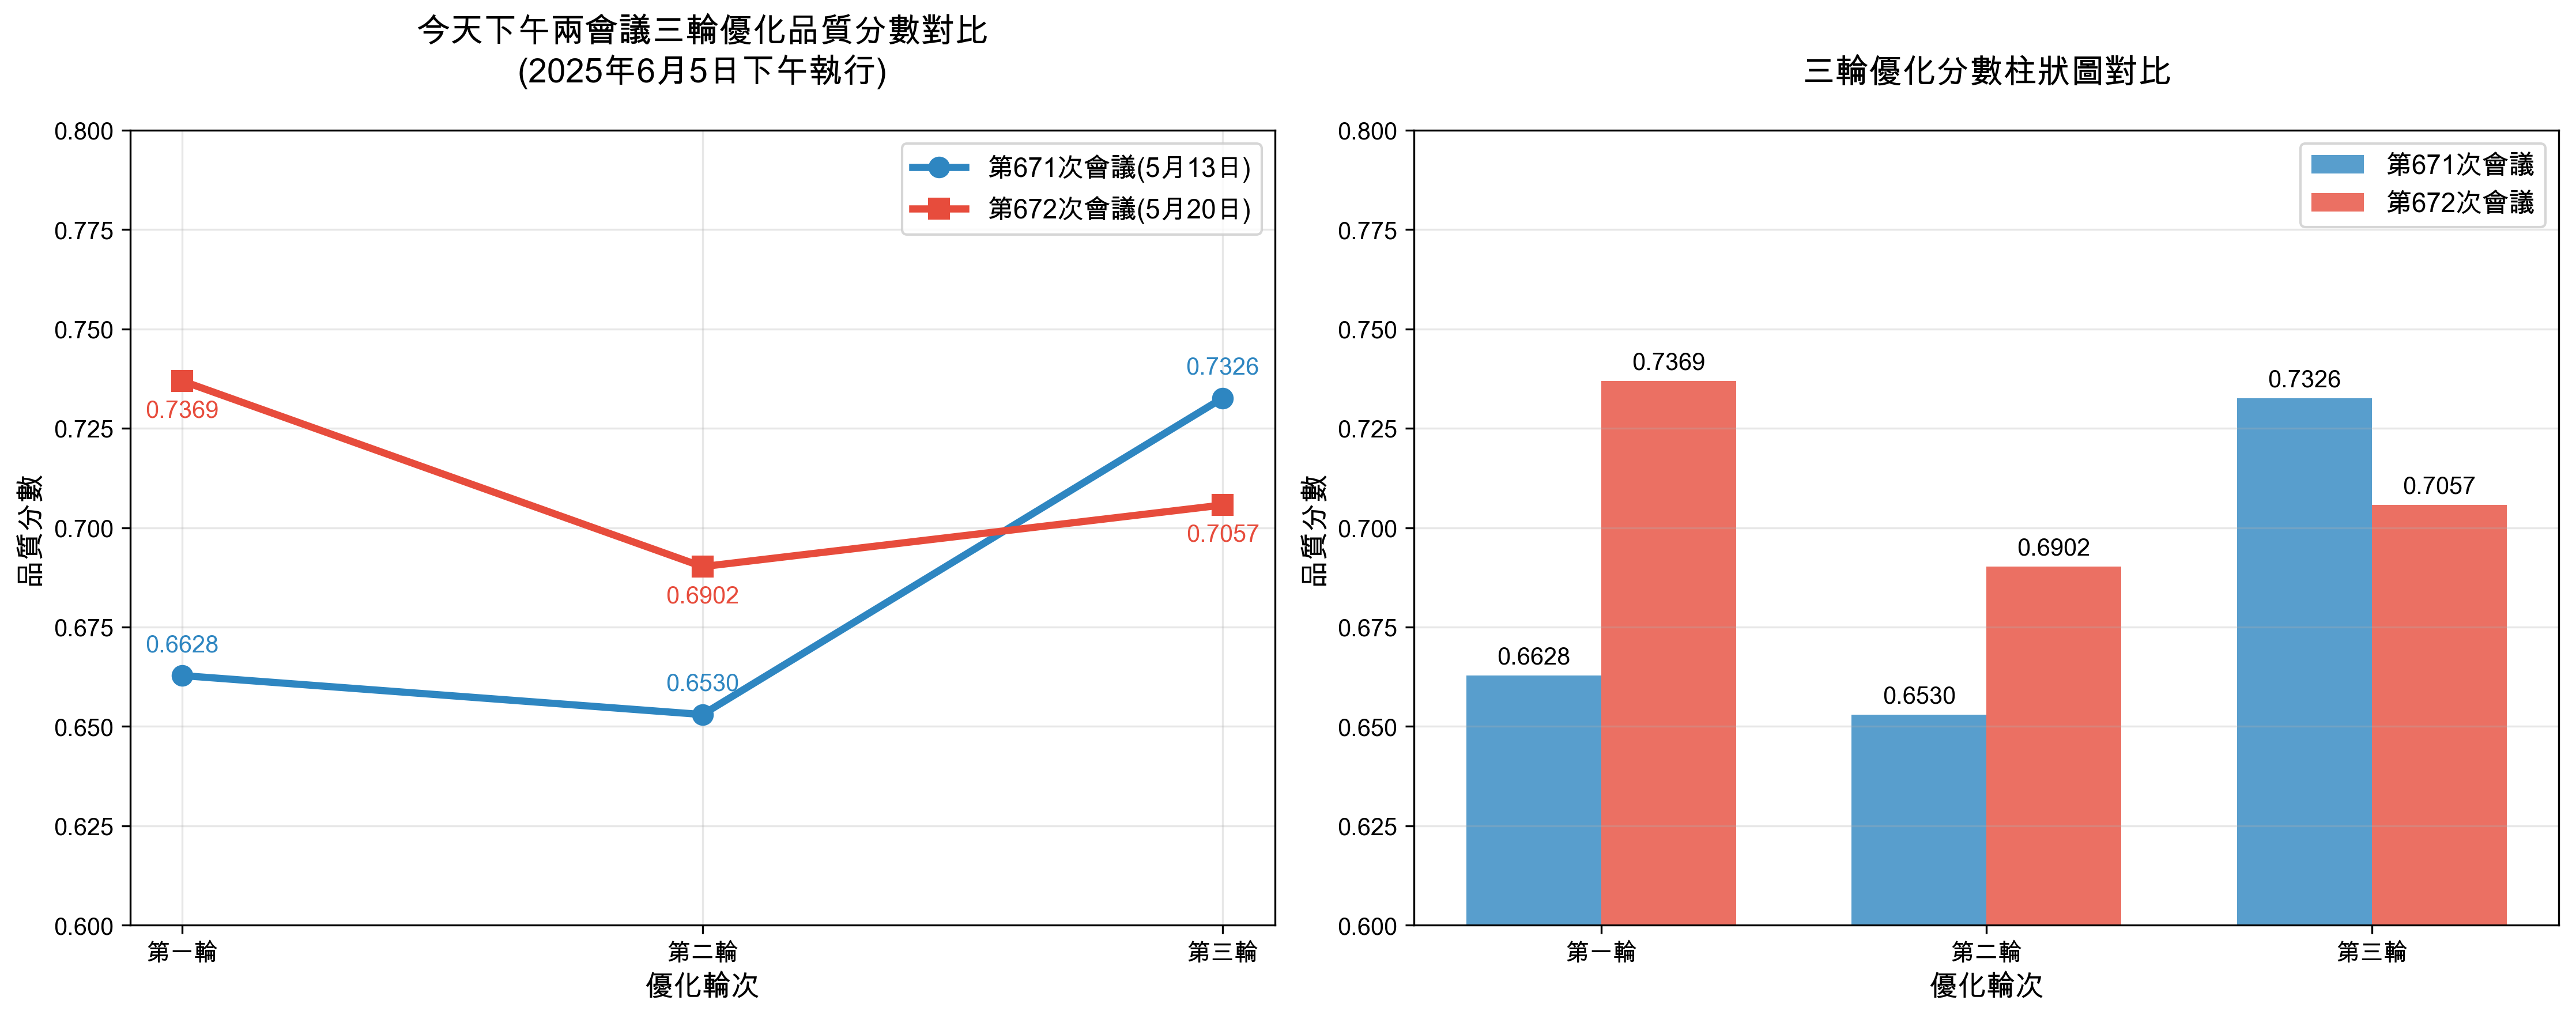 今天下午兩會議三輪優化品質分數對比
(2025年6月5日下午執行)
品質分數
0.800
0.775
0.750
0.725
0.700
0.675
0.650
0.625
0.600
第671次會議(5月13日)
第672次會議(5月20日)
0.7369
0.6628
0.6902
0.6530
0.7326
0.7057
第一輪
第二輪
第三輪
優化輪次
三輪優化分數柱狀圖對比
品質分數
0.800
0.775
0.750
0.725
0.700
0.675
0.650
0.625
0.600
第671次會議
第672次會議
0.6628
0.7369
0.6530
0.6902
0.7326
0.7057
第一輪
第二輪
第三輪
優化輪次